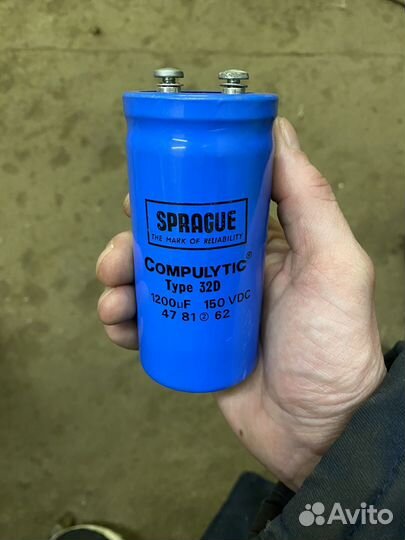 SPRAGUE
THE MARK OF RELIABILITY
COMPULYTIC®
Type 32D
1200uF 150 VDC
47 81 ② 62
Avito